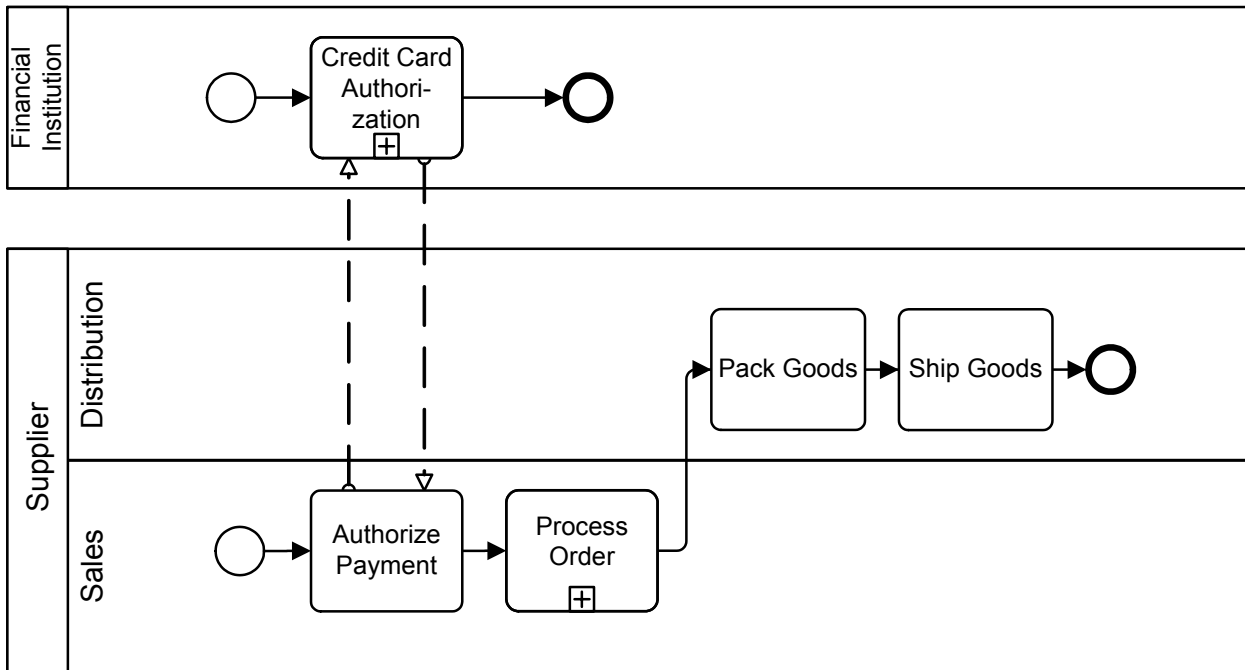 Financial
Institution
Credit Card
Authori-
zation
Supplier
Distribution
Pack Goods
Ship Goods
Sales
Authorize
Payment
Process
Order